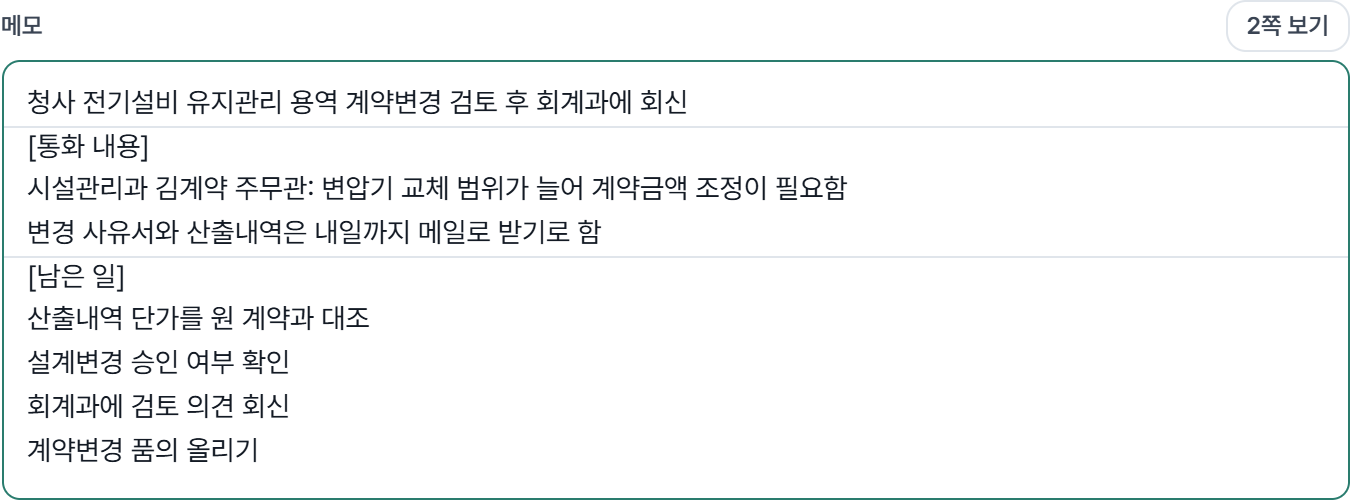 메모
2쪽 보기
청사 전기설비 유지관리 용역 계약변경 검토 후 회계과에 회신
[통화 내용]
시설관리과 김계약 주무관: 변압기 교체 범위가 늘어 계약금액 조정이 필요함
변경 사유서와 산출내역은 내일까지 메일로 받기로 함
[남은 일]
산출내역 단가를 원 계약과 대조
설계변경 승인 여부 확인
회계과에 검토 의견 회신
계약변경 품의 올리기